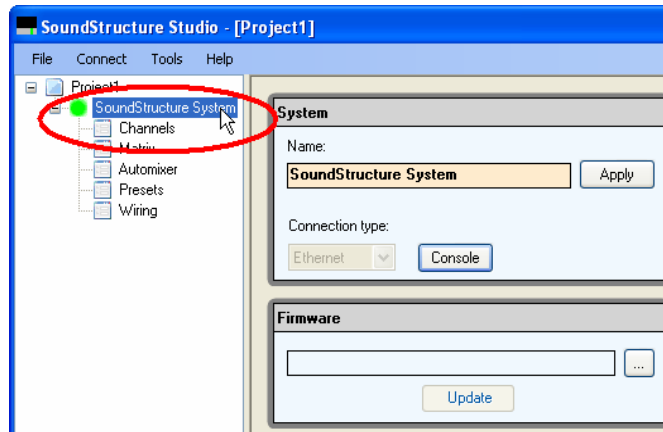 SoundStructure Studio - [Project1]
File Connect Tools Help
Project1
SoundStructure System
Channels
Matrix
Automixer
Presets
Wiring
System
Name:
SoundStructure System
Apply
Connection type:
Ethernet
Console
Firmware
...
Update